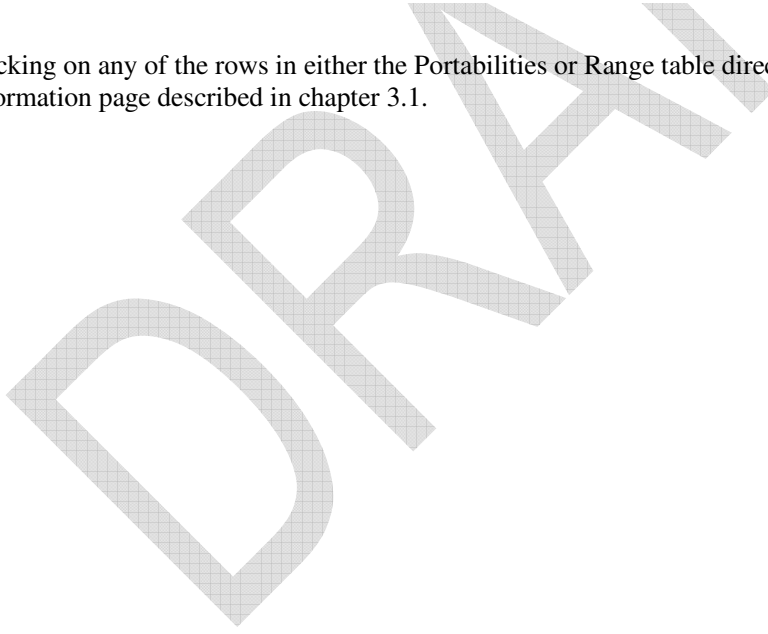 cking on any of the rows in either the Portabilities or Range table direc
ormation page described in chapter 3.1.
DRA